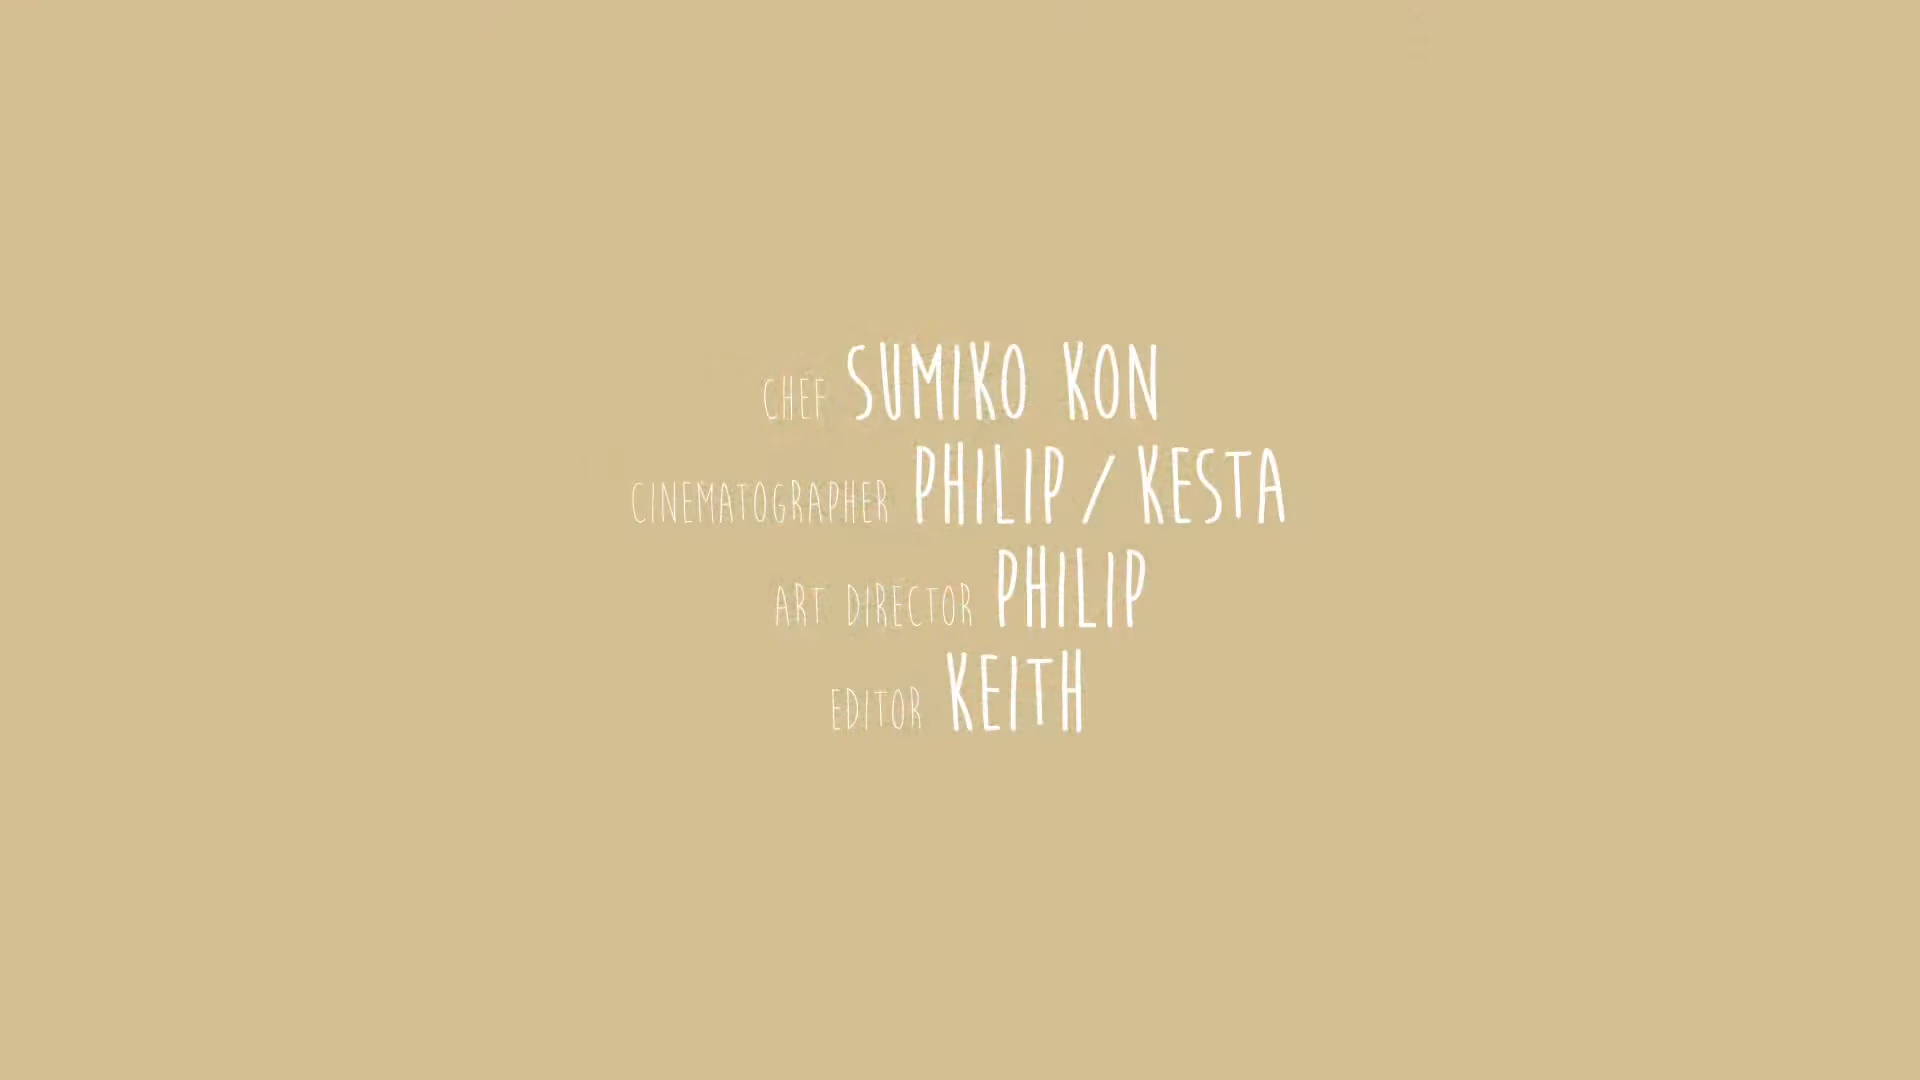 CHEF SUMIKO KON
CINEMATOGRAPHER PHILIP / KESTA
ART DIRECTOR PHILIP
EDITOR KEITH